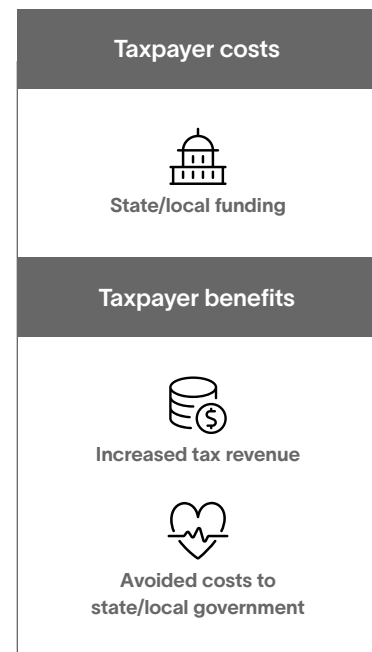 Taxpayer costs
State/local funding
Taxpayer benefits
$
Increased tax revenue
Avoided costs to
state/local government